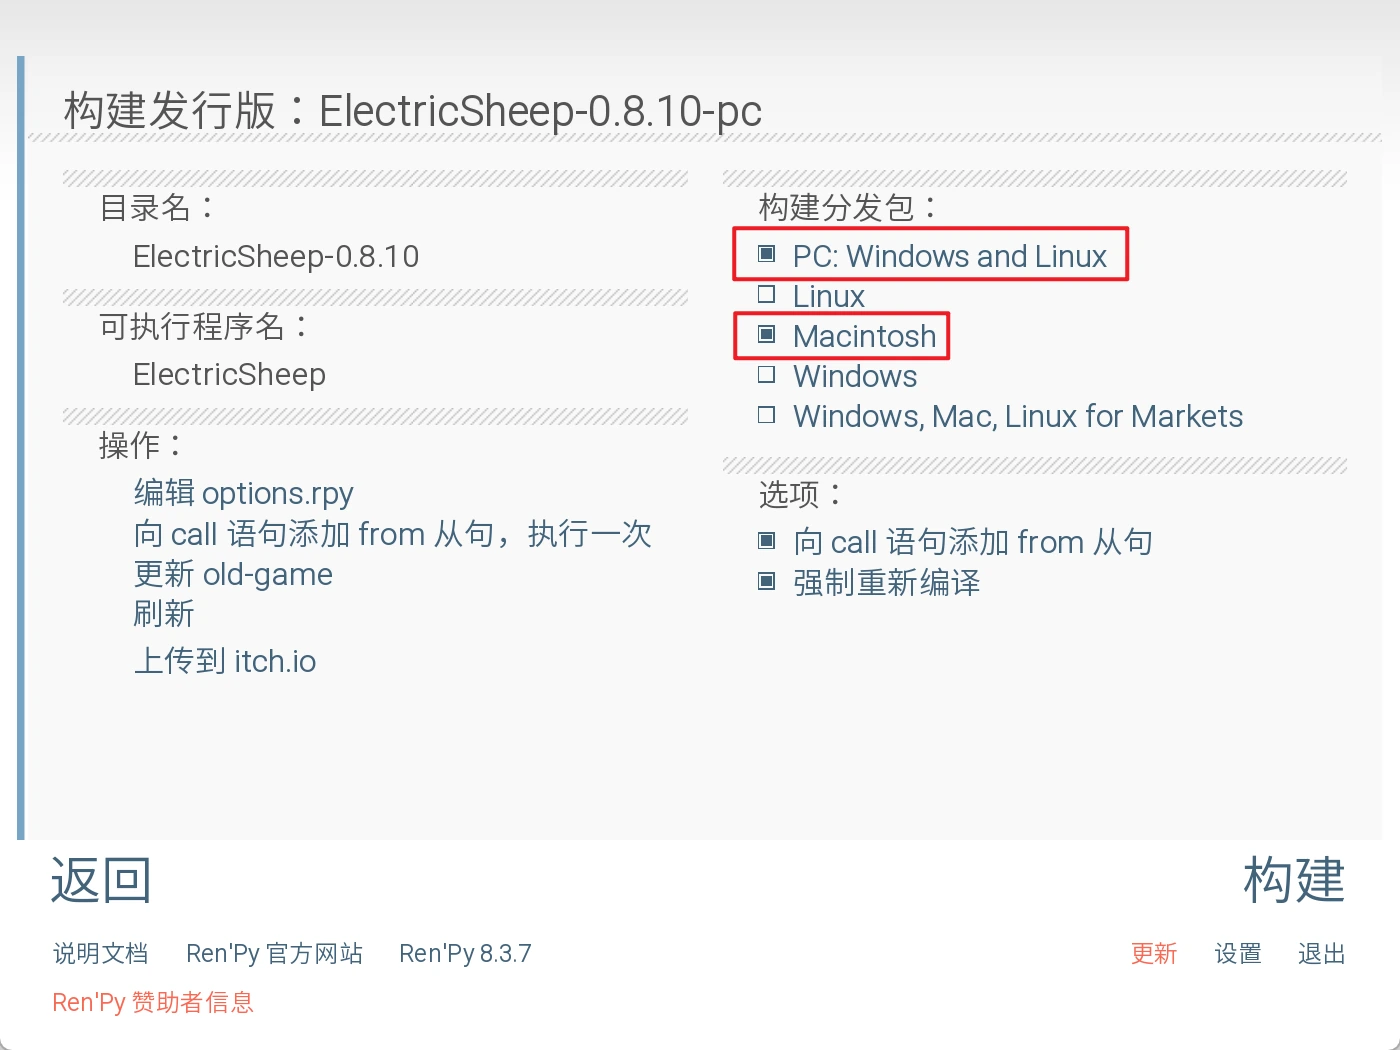 构建发行版：ElectricSheep-0.8.10-pc
目录名：
ElectricSheep-0.8.10
可执行程序名：
ElectricSheep
操作：
编辑 options.rpy
向 call 语句添加 from 从句，执行一次
更新 old-game
刷新
上传到 itch.io
构建分发包：
PC: Windows and Linux
Linux
Macintosh
Windows
Windows, Mac, Linux for Markets
选项：
向 call 语句添加 from 从句
强制重新编译
返回
构建
说明文档 Ren'Py 官方网站 Ren'Py 8.3.7
更新 设置 退出
Ren'Py 赞助者信息